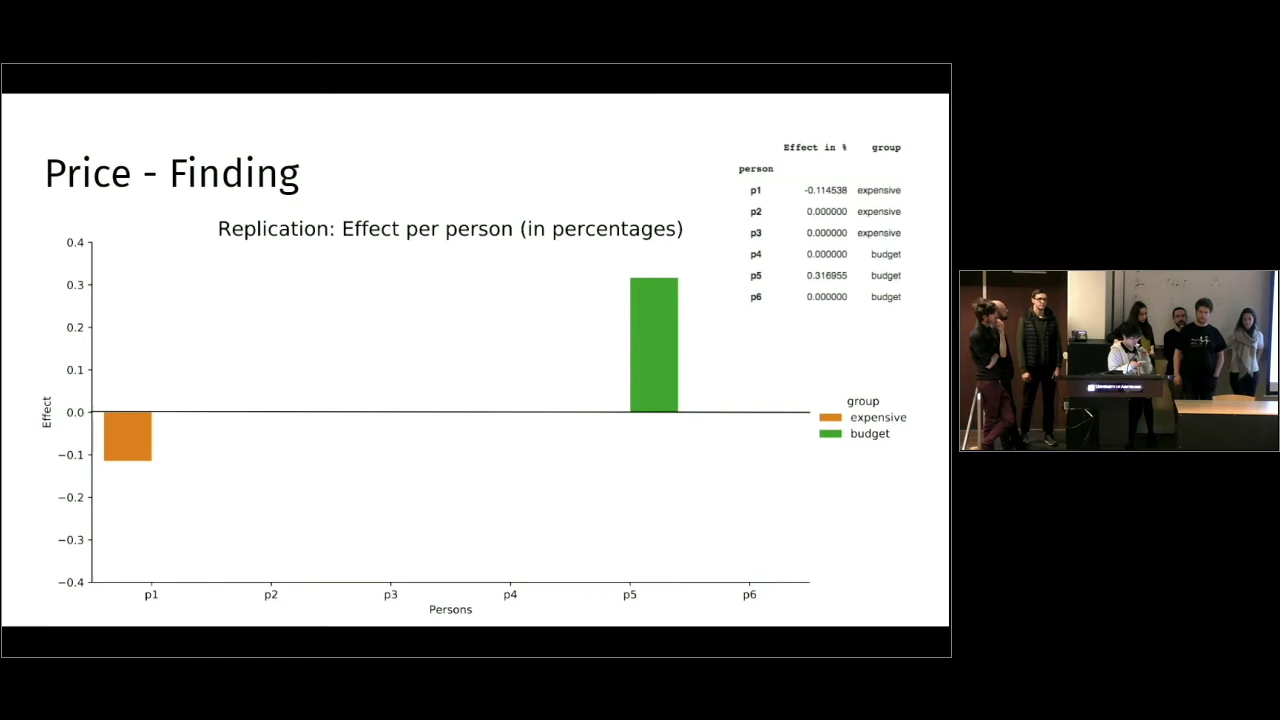 Price - Finding
Effect in % group
person
p1 -0.114538 expensive
p2 0.000000 expensive
p3 0.000000 expensive
p4 0.000000 budget
p5 0.316955 budget
p6 0.000000 budget
Replication: Effect per person (in percentages)
0.4
0.3
0.2
0.1
0.0
−0.1
−0.2
−0.3
−0.4
Effect
p1 p2 p3 p4 p5 p6
Persons
group
expensive
budget
University of Amsterdam